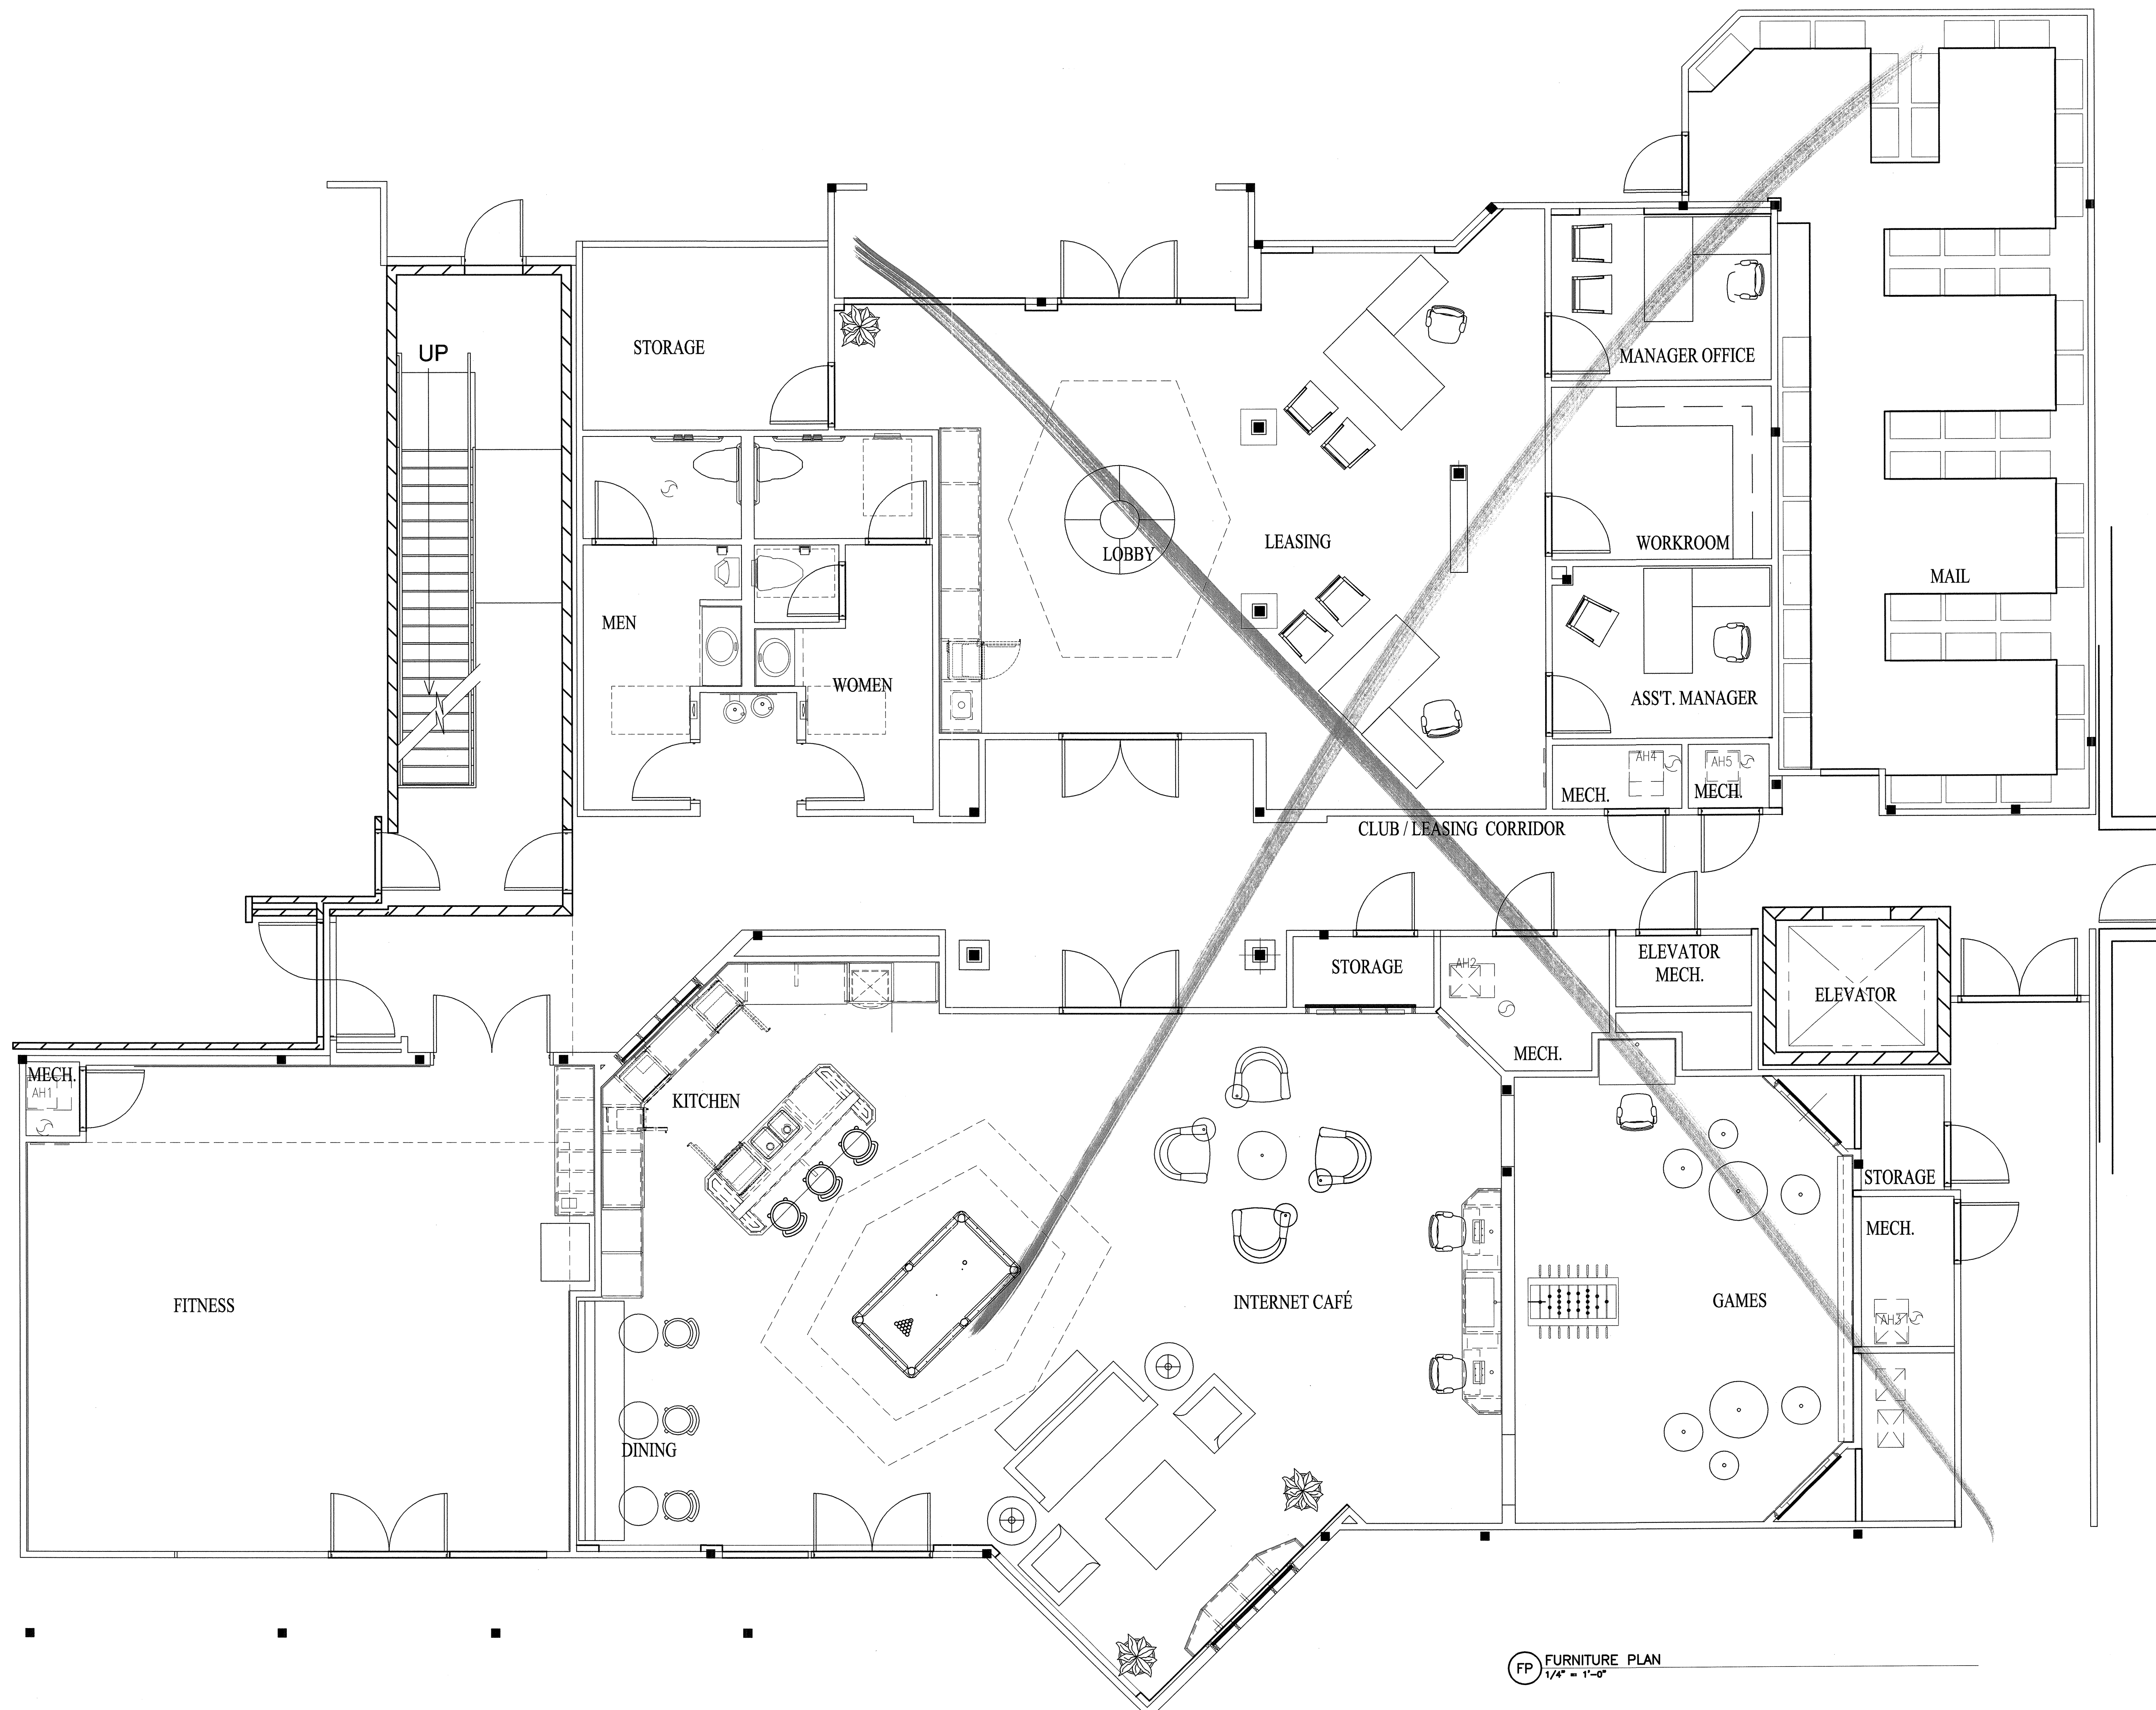 UP
STORAGE
MANAGER OFFICE
WORKROOM
LEASING
LOBBY
MAIL
MEN
WOMEN
ASS'T. MANAGER
AH4
AH5
MECH.
MECH.
CLUB / LEASING CORRIDOR
STORAGE
AH2
ELEVATOR
MECH.
ELEVATOR
MECH.
MECH.
AH1
KITCHEN
STORAGE
MECH.
FITNESS
INTERNET CAFÉ
GAMES
AH3
DINING
FP
FURNITURE PLAN
1/4" = 1'-0"